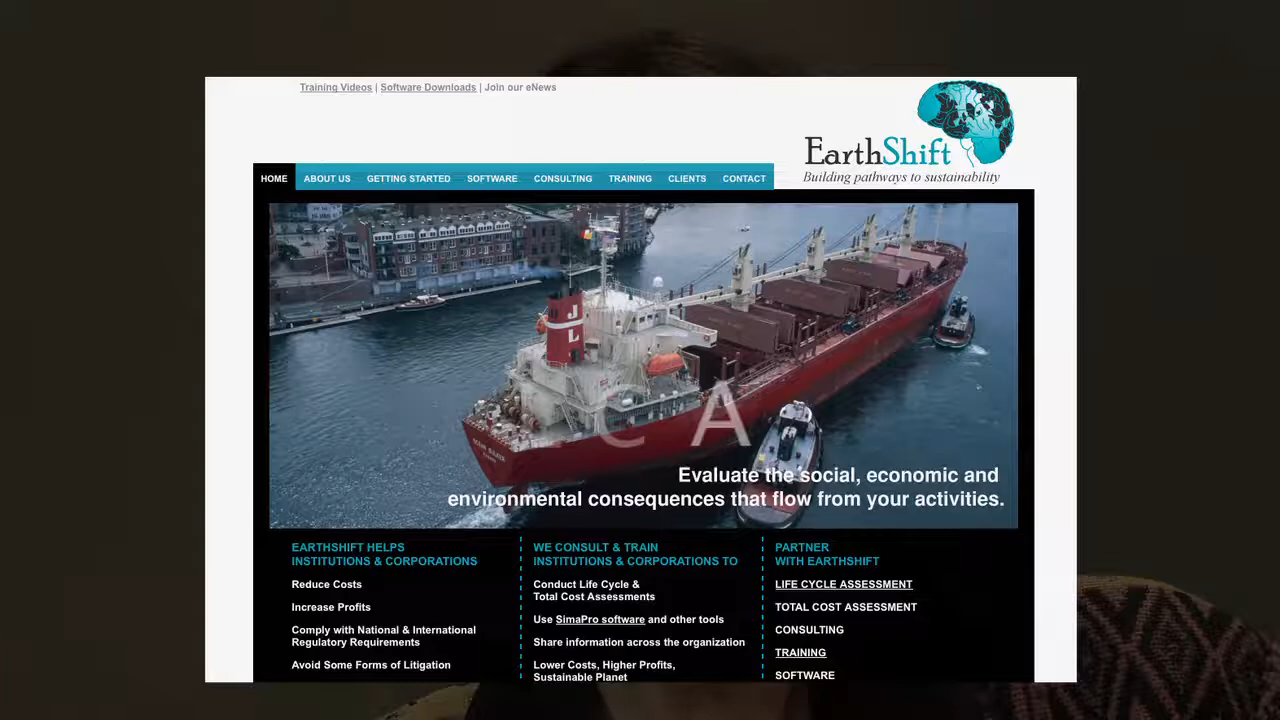 Training Videos | Software Downloads | Join our eNews
EarthShift
Building pathways to sustainability
HOME ABOUT US GETTING STARTED SOFTWARE CONSULTING TRAINING CLIENTS CONTACT
J
L
C A
Evaluate the social, economic and
environmental consequences that flow from your activities.
EARTHSHIFT HELPS
INSTITUTIONS & CORPORATIONS
Reduce Costs
Increase Profits
Comply with National & International
Regulatory Requirements
Avoid Some Forms of Litigation
WE CONSULT & TRAIN
INSTITUTIONS & CORPORATIONS TO
Conduct Life Cycle &
Total Cost Assessments
Use SimaPro software and other tools
Share information across the organization
Lower Costs, Higher Profits,
Sustainable Planet
PARTNER
WITH EARTHSHIFT
LIFE CYCLE ASSESSMENT
TOTAL COST ASSESSMENT
CONSULTING
TRAINING
SOFTWARE